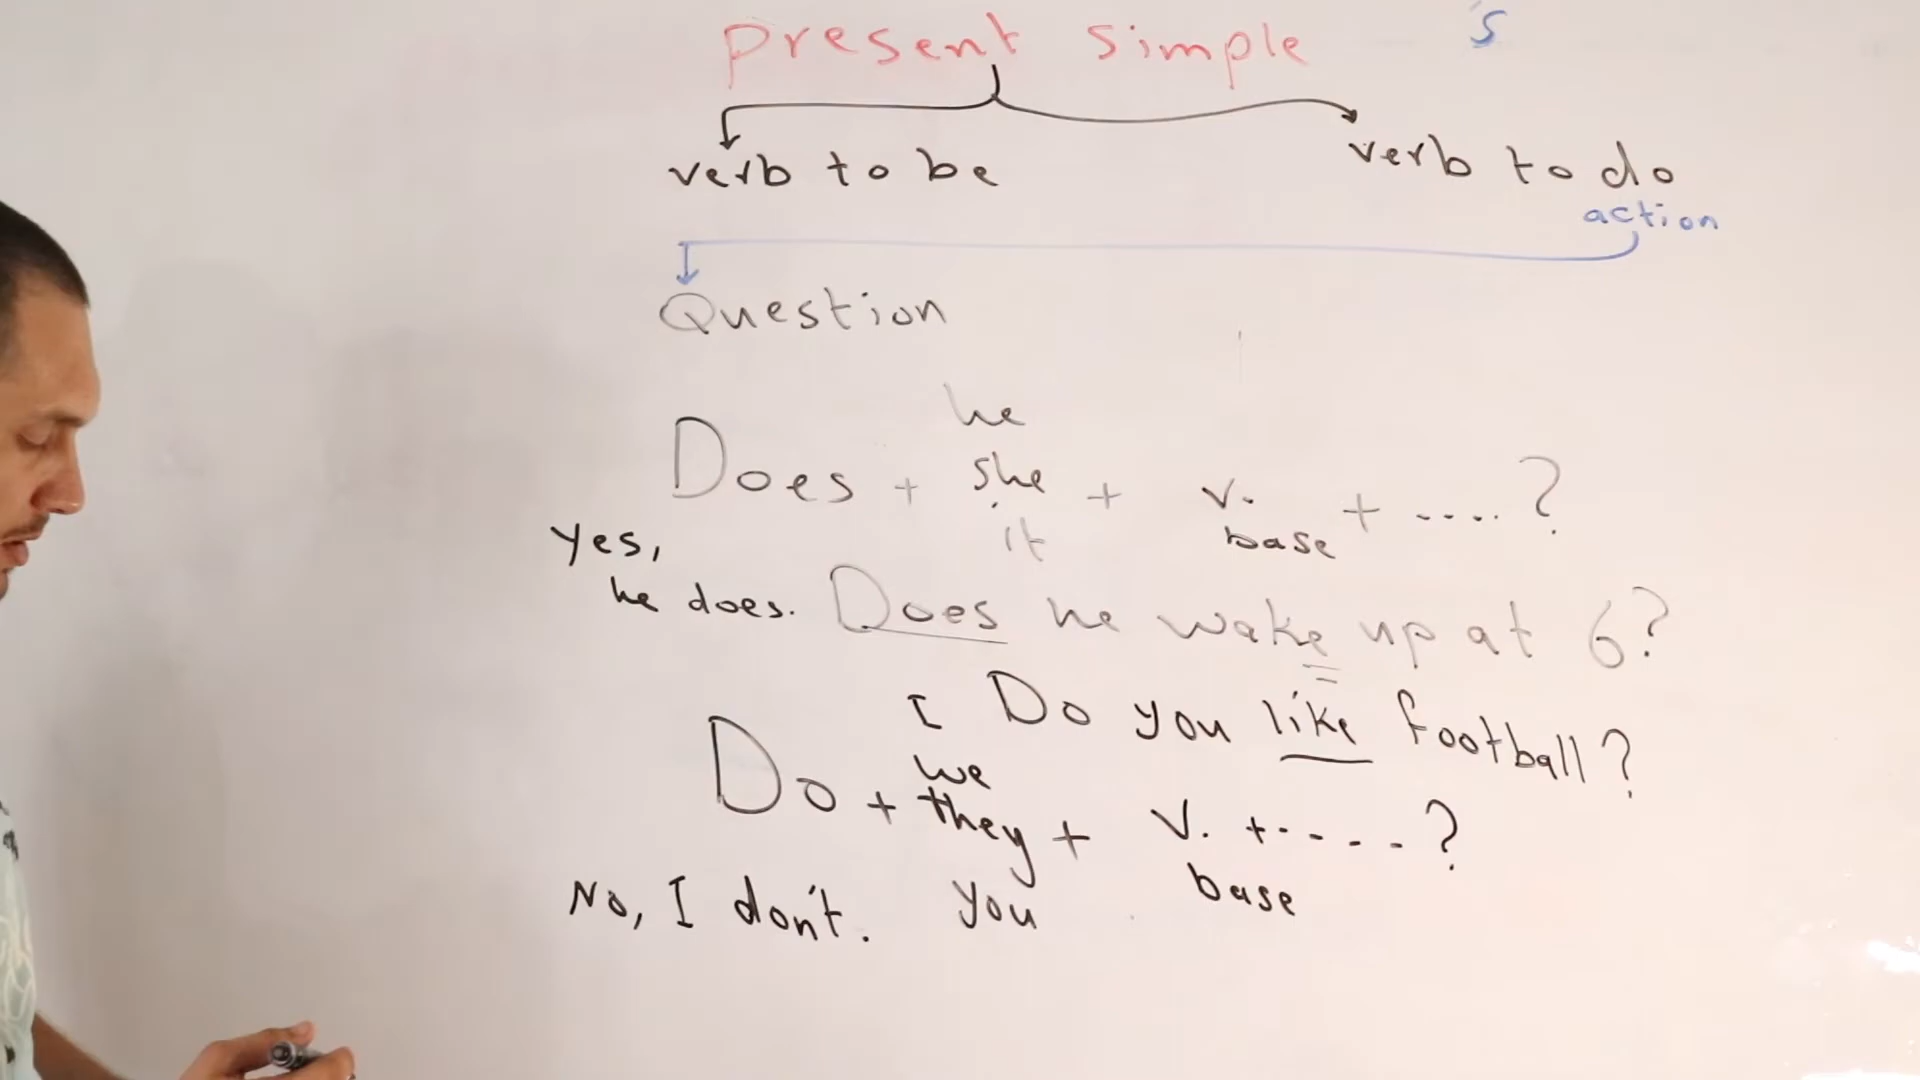 present simple
s
verb to be
verb to do
action
Question
he
Does + she + v. + ....?
it
base
Yes,
he does.
Does he wake up at 6?
I
Do you like football?
we
Do + they + V. + ....?
base
you
No, I don't.